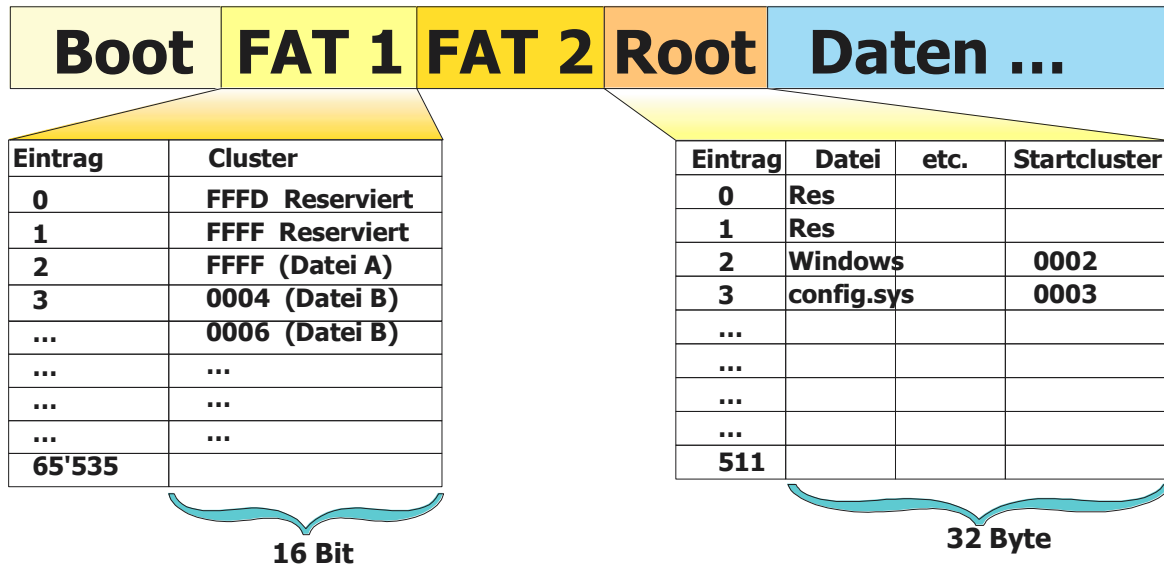 Boot FAT 1 FAT 2 Root Daten ...
Eintrag Cluster
0 FFFD Reserviert
1 FFFF Reserviert
2 FFFF (Datei A)
3 0004 (Datei B)
... 0006 (Datei B)
... ...
... ...
... ...
65'535
16 Bit
Eintrag Datei etc. Startcluster
0 Res
1 Res
2 Windows 0002
3 config.sys 0003
...
...
...
...
511
32 Byte